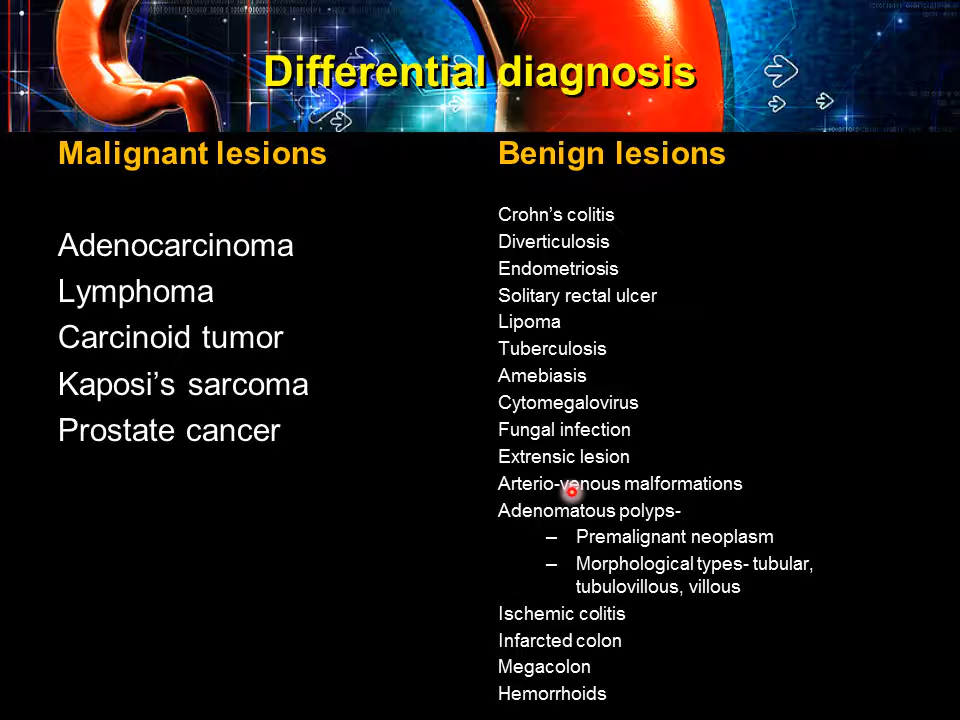 Differential diagnosis
Malignant lesions
Adenocarcinoma
Lymphoma
Carcinoid tumor
Kaposi’s sarcoma
Prostate cancer
Benign lesions
Crohn’s colitis
Diverticulosis
Endometriosis
Solitary rectal ulcer
Lipoma
Tuberculosis
Amebiasis
Cytomegalovirus
Fungal infection
Extrensic lesion
Arterio-venous malformations
Adenomatous polyps-
– Premalignant neoplasm
– Morphological types- tubular,
tubulovillous, villous
Ischemic colitis
Infarcted colon
Megacolon
Hemorrhoids